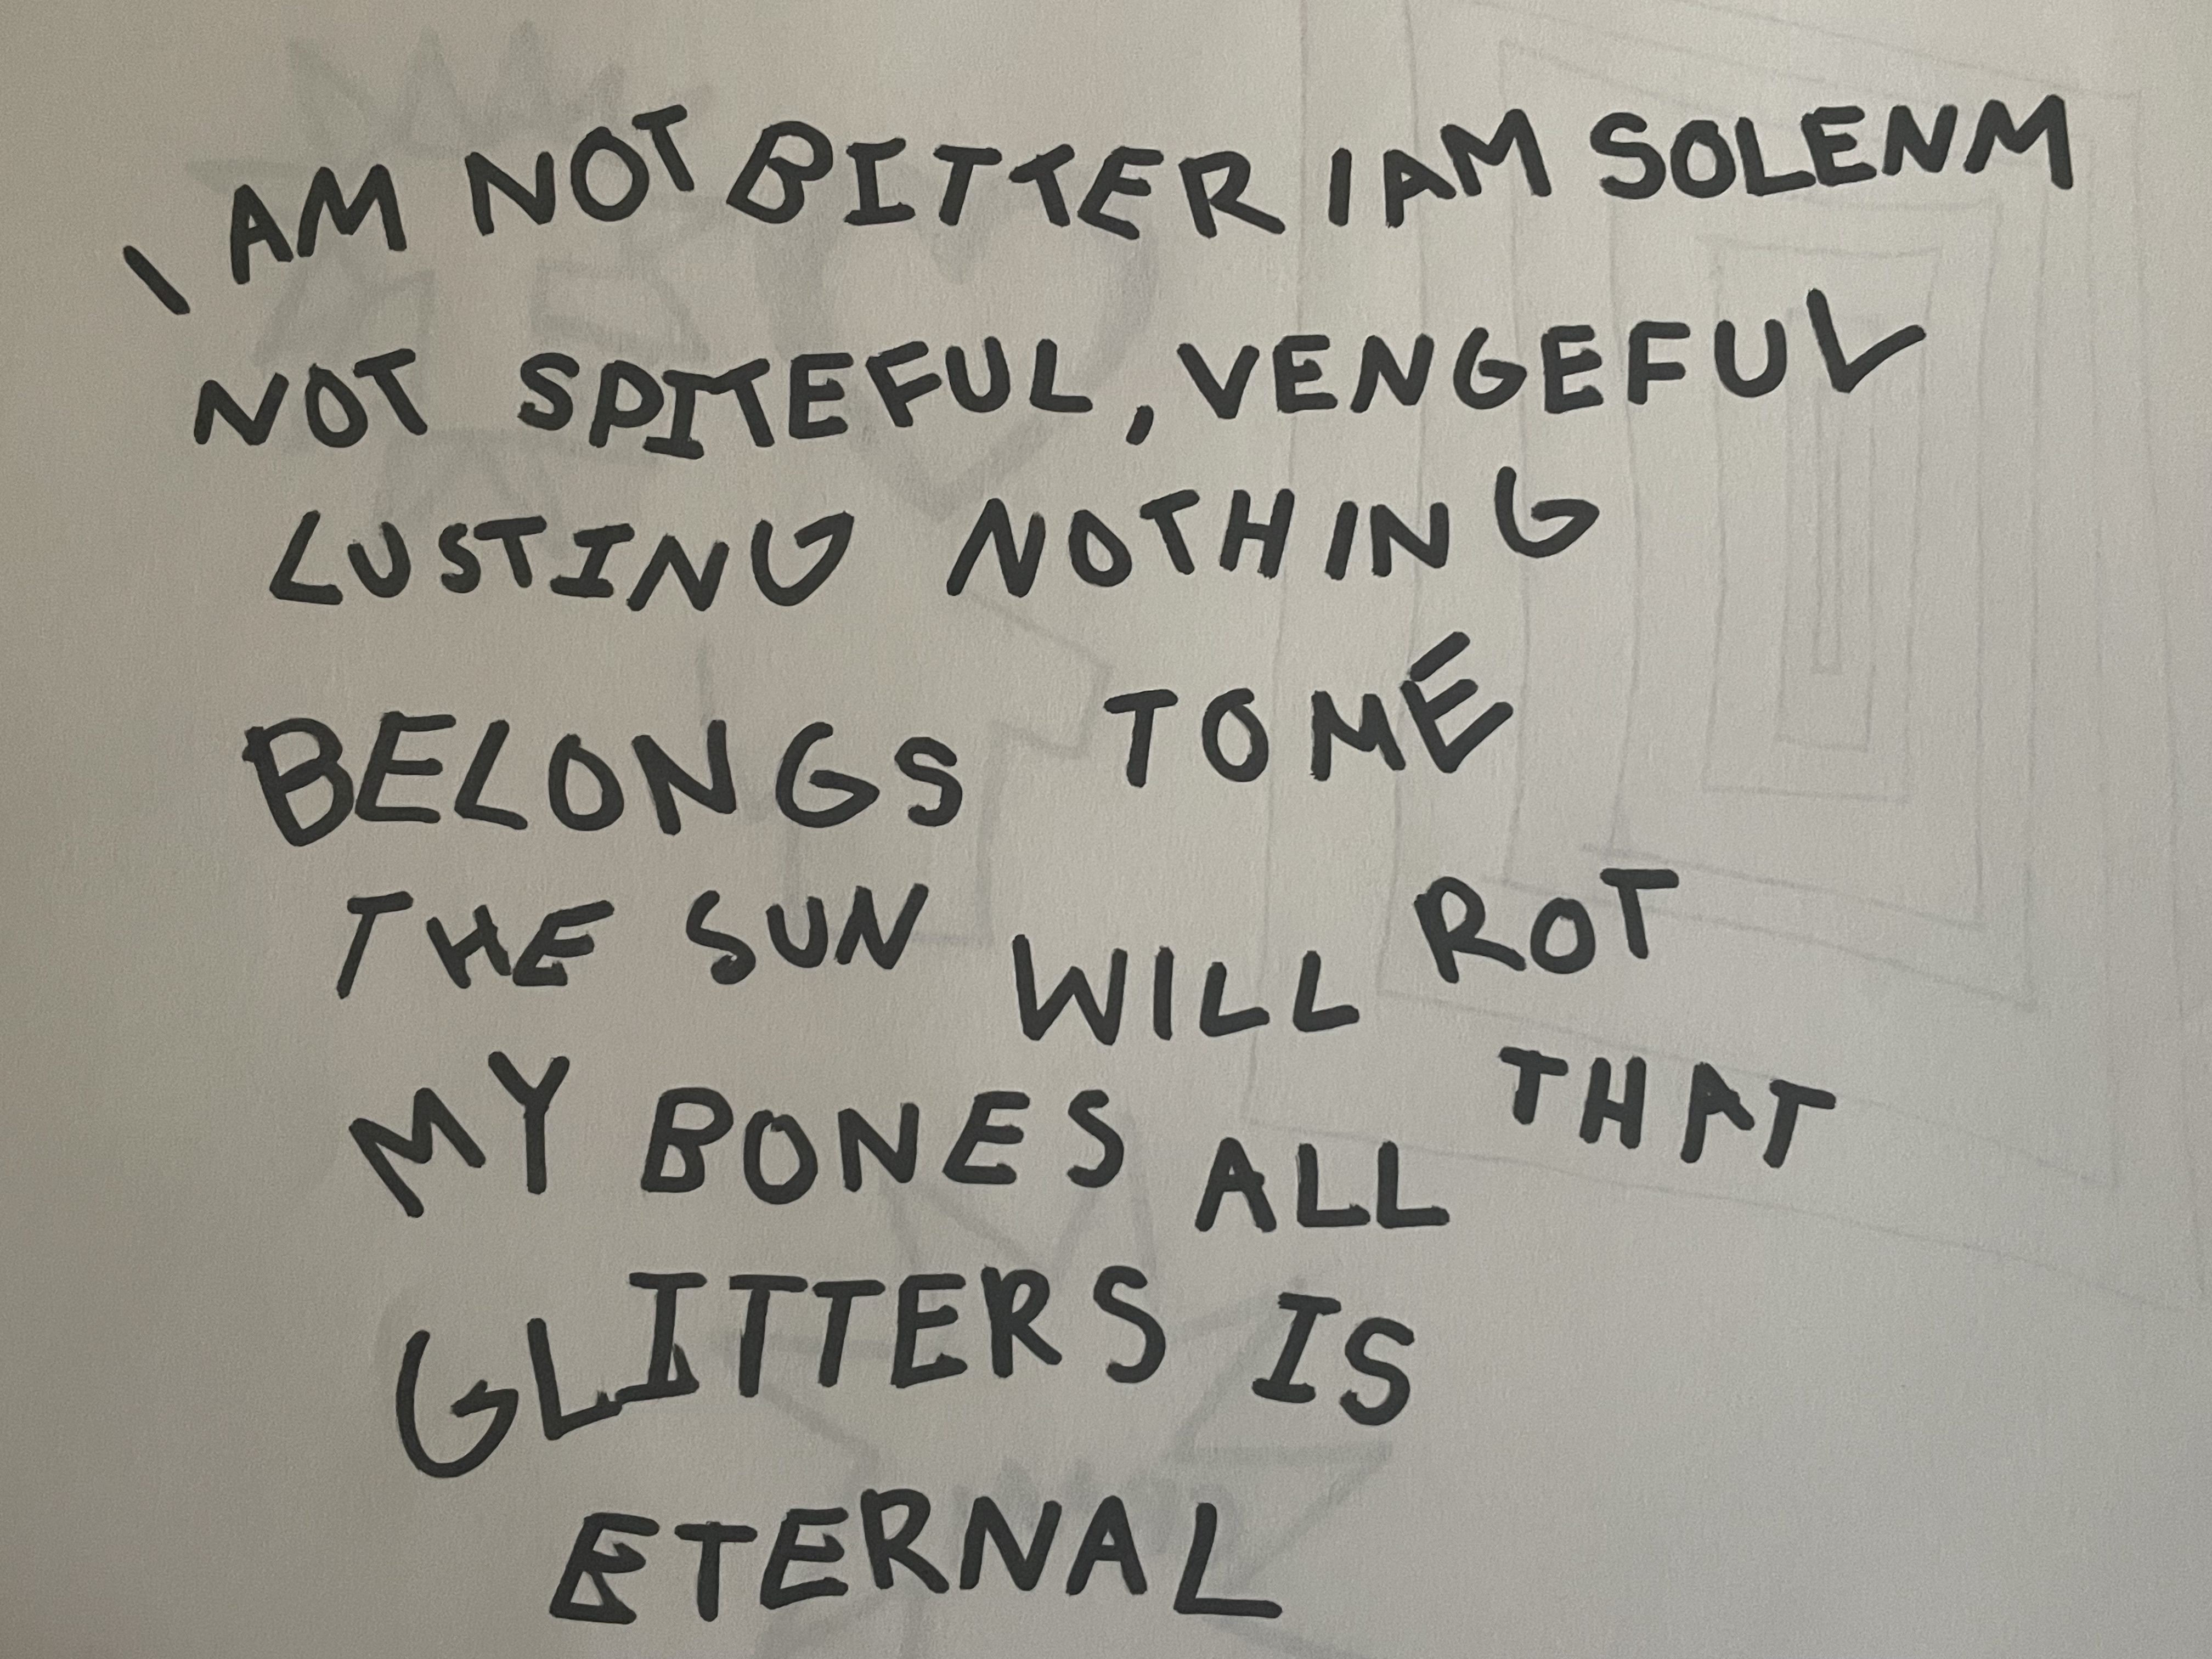 I AM NOT BITTER I AM SOLENM
NOT SPITEFUL, VENGEFUL
LUSTING NOTHING
BELONGS TO ME
THE SUN WILL ROT
MY BONES ALL THAT
GLITTERS IS
ETERNAL